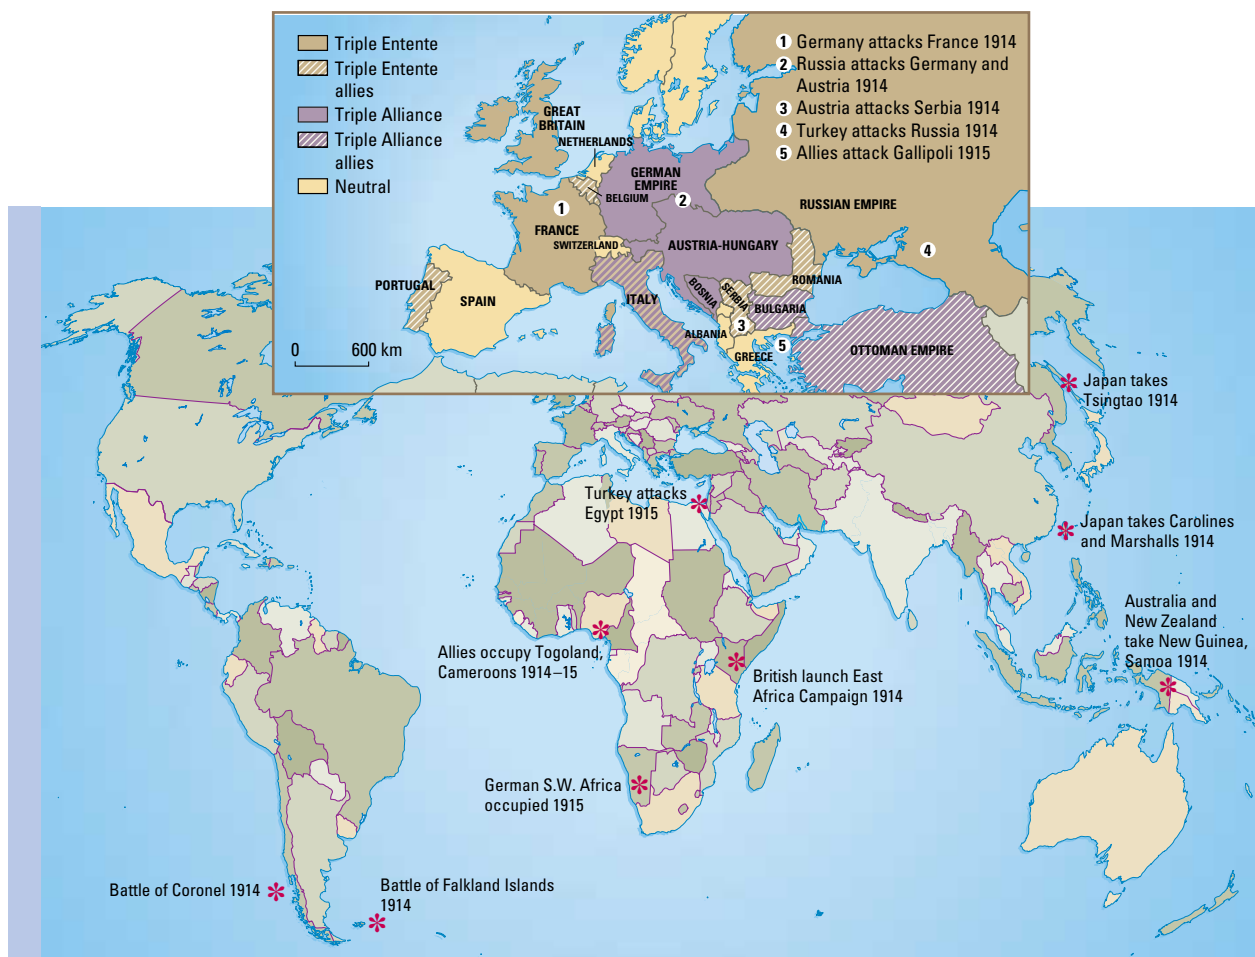 Triple Entente
Triple Entente
allies
Triple Alliance
Triple Alliance
allies
Neutral
1 Germany attacks France 1914
2 Russia attacks Germany and
Austria 1914
3 Austria attacks Serbia 1914
4 Turkey attacks Russia 1914
5 Allies attack Gallipoli 1915
GREAT
BRITAIN
NETHERLANDS
GERMAN
EMPIRE
BELGIUM
2
1
FRANCE
SWITZERLAND
RUSSIAN EMPIRE
AUSTRIA-HUNGARY
4
PORTUGAL
SPAIN
ITALY
BOSNIA
SERBIA
ROMANIA
BULGARIA
ALBANIA
3
GREECE
5
OTTOMAN EMPIRE
0 600 km
Japan takes
Tsingtao 1914
Turkey attacks
Egypt 1915
Japan takes Carolines
and Marshalls 1914
Australia and
New Zealand
take New Guinea,
Samoa 1914
Allies occupy Togoland,
Cameroons 1914–15
British launch East
Africa Campaign 1914
German S.W. Africa
occupied 1915
Battle of Coronel 1914
Battle of Falkland Islands
1914